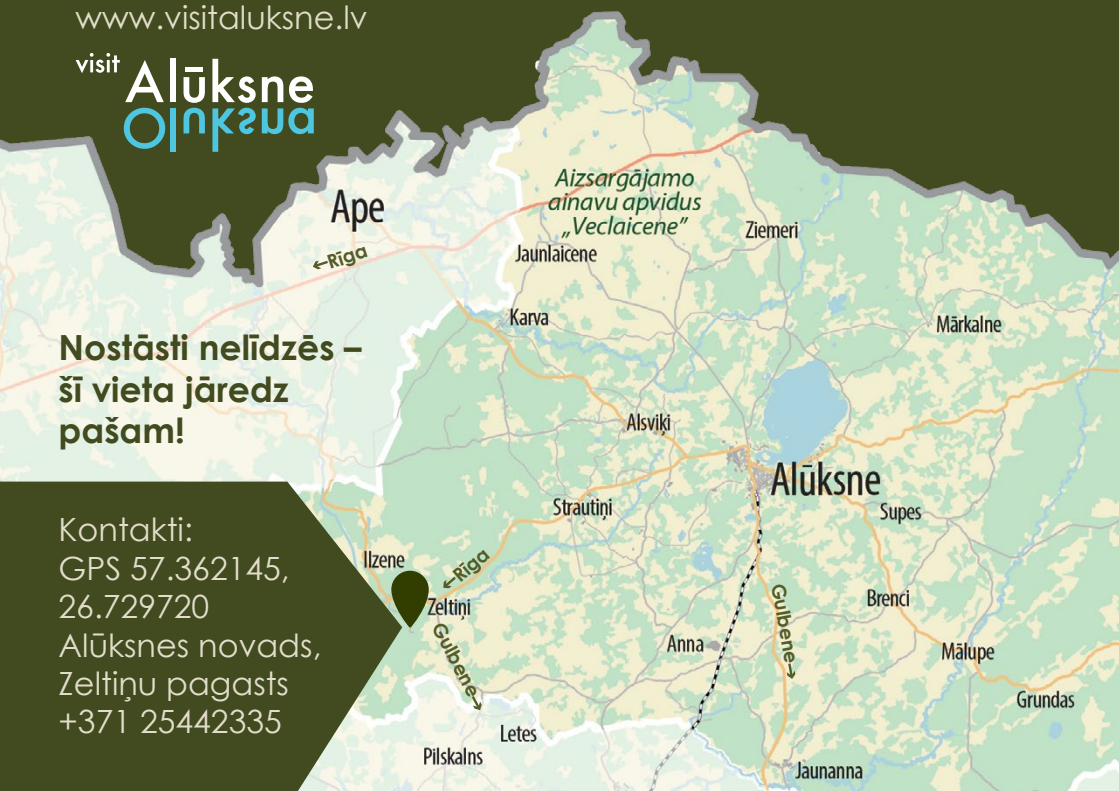 www.visitaluksne.lv
visit Alūksne
Alūksne
Aizsargājamo
ainavu apvidus
„Veclaicene”
Ape
Ziemeri
Jaunlaicene
←Rīga
Karva
Mārkalne
Nostāsti nelīdzēs –
šī vieta jāredz
pašam!
Alsviķi
Alūksne
Strautiņi
Supes
Kontakti:
GPS 57.362145,
26.729720
Alūksnes novads,
Zeltiņu pagasts
+371 25442335
Ilzene
←Rīga
Zeltiņi
Gulbene→
Gulbene→
Brenci
Anna
Mālupe
Grundas
Letes
Pilskalns
Jaunanna